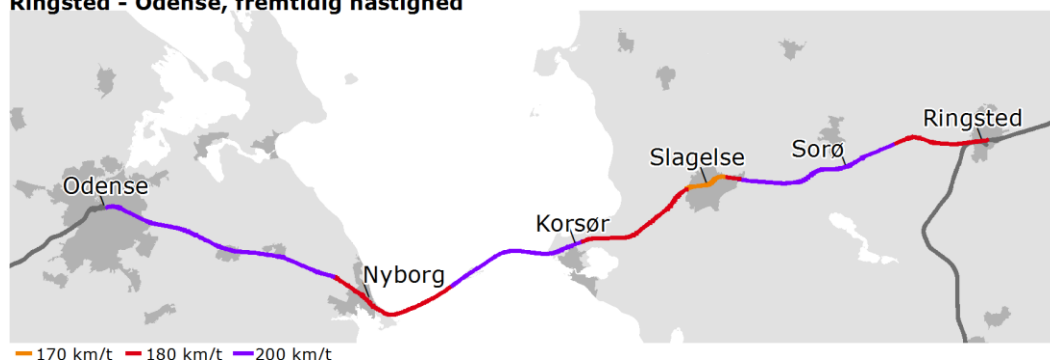 Ringsted - Odense, fremtidig hastighed
Ringsted
Sorø
Slagelse
Odense
Korsør
Nyborg
170 km/t 180 km/t 200 km/t